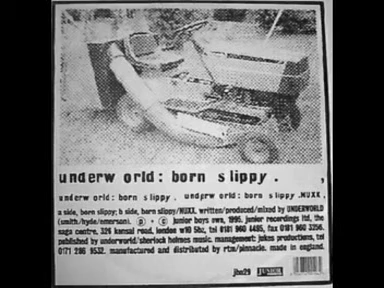 underw orld: born slippy . ,
underw orld: born slippy. underw orld: born slippy .NUXX.
a side, born slippy; b side, born slippy/NUXX. written/produced/mixed by UNDERWORLD
(smith/hyde/emerson). p + c junior boys own, 1995. junior recordings ltd, the
saga centre, 326 kensal road, london w10 5bz, tel 0181 960 4495, fax 0181 960 3256.
published by underworld/sherlock holmes music. management: jukes productions, tel
0171 286 9532. manufactured and distributed by rtm/pinnacle. made in england.
jbo29 JUNIOR